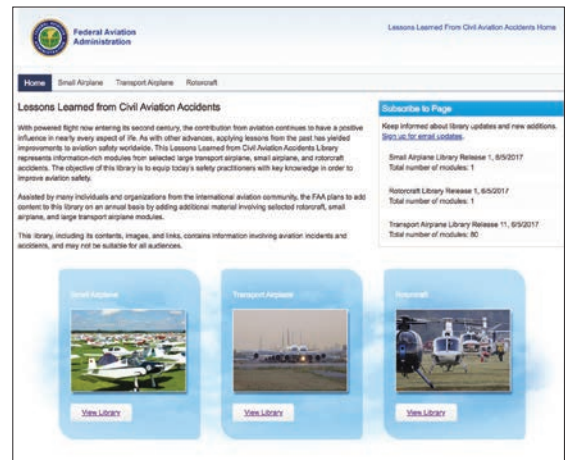 Federal Aviation
Administration
Lessons Learned From Civil Aviation Accidents Home
Home Small Airplane Transport Airplane Rotorcraft
Lessons Learned from Civil Aviation Accidents
With powered flight now entering its second century, the contribution from aviation continues to have a positive
influence in nearly every aspect of life. As with other advances, applying lessons from the past has yielded
improvements to aviation safety worldwide. This Lessons Learned from Civil Aviation Accidents Library
represents information-rich modules from selected large transport airplane, small airplane, and rotorcraft
accidents. The objective of this library is to equip today's safety practitioners with key knowledge in order to
improve aviation safety.
Assisted by many individuals and organizations from the international aviation community, the FAA plans to add
content to this library on an annual basis by adding additional material involving selected rotorcraft, small
airplane, and large transport airplane modules.
This library, including its contents, images, and links, contains information involving aviation incidents and
accidents, and may not be suitable for all audiences.
Subscribe to Page
Keep informed about library updates and new additions.
Sign up for email updates.
Small Airplane Library Release 1, 6/5/2017
Total number of modules: 1
Rotorcraft Library Release 1, 6/5/2017
Total number of modules: 1
Transport Airplane Library Release 11, 6/5/2017
Total number of modules: 80
Small Airplane
Transport Airplane
Rotorcraft
View Library
View Library
View Library